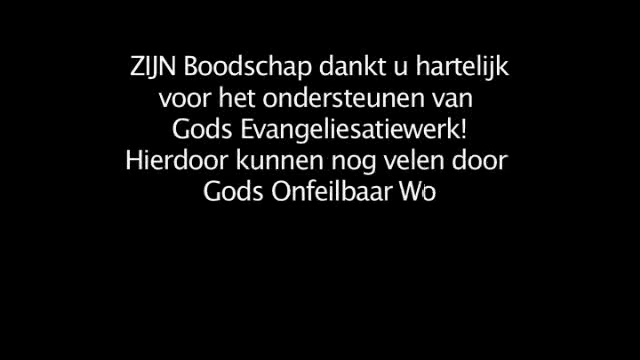 ZIJN Boodschap dankt u hartelijk
voor het ondersteunen van
Gods Evangeliesatiewerk!
Hierdoor kunnen nog velen door
Gods Onfeilbaar Wo